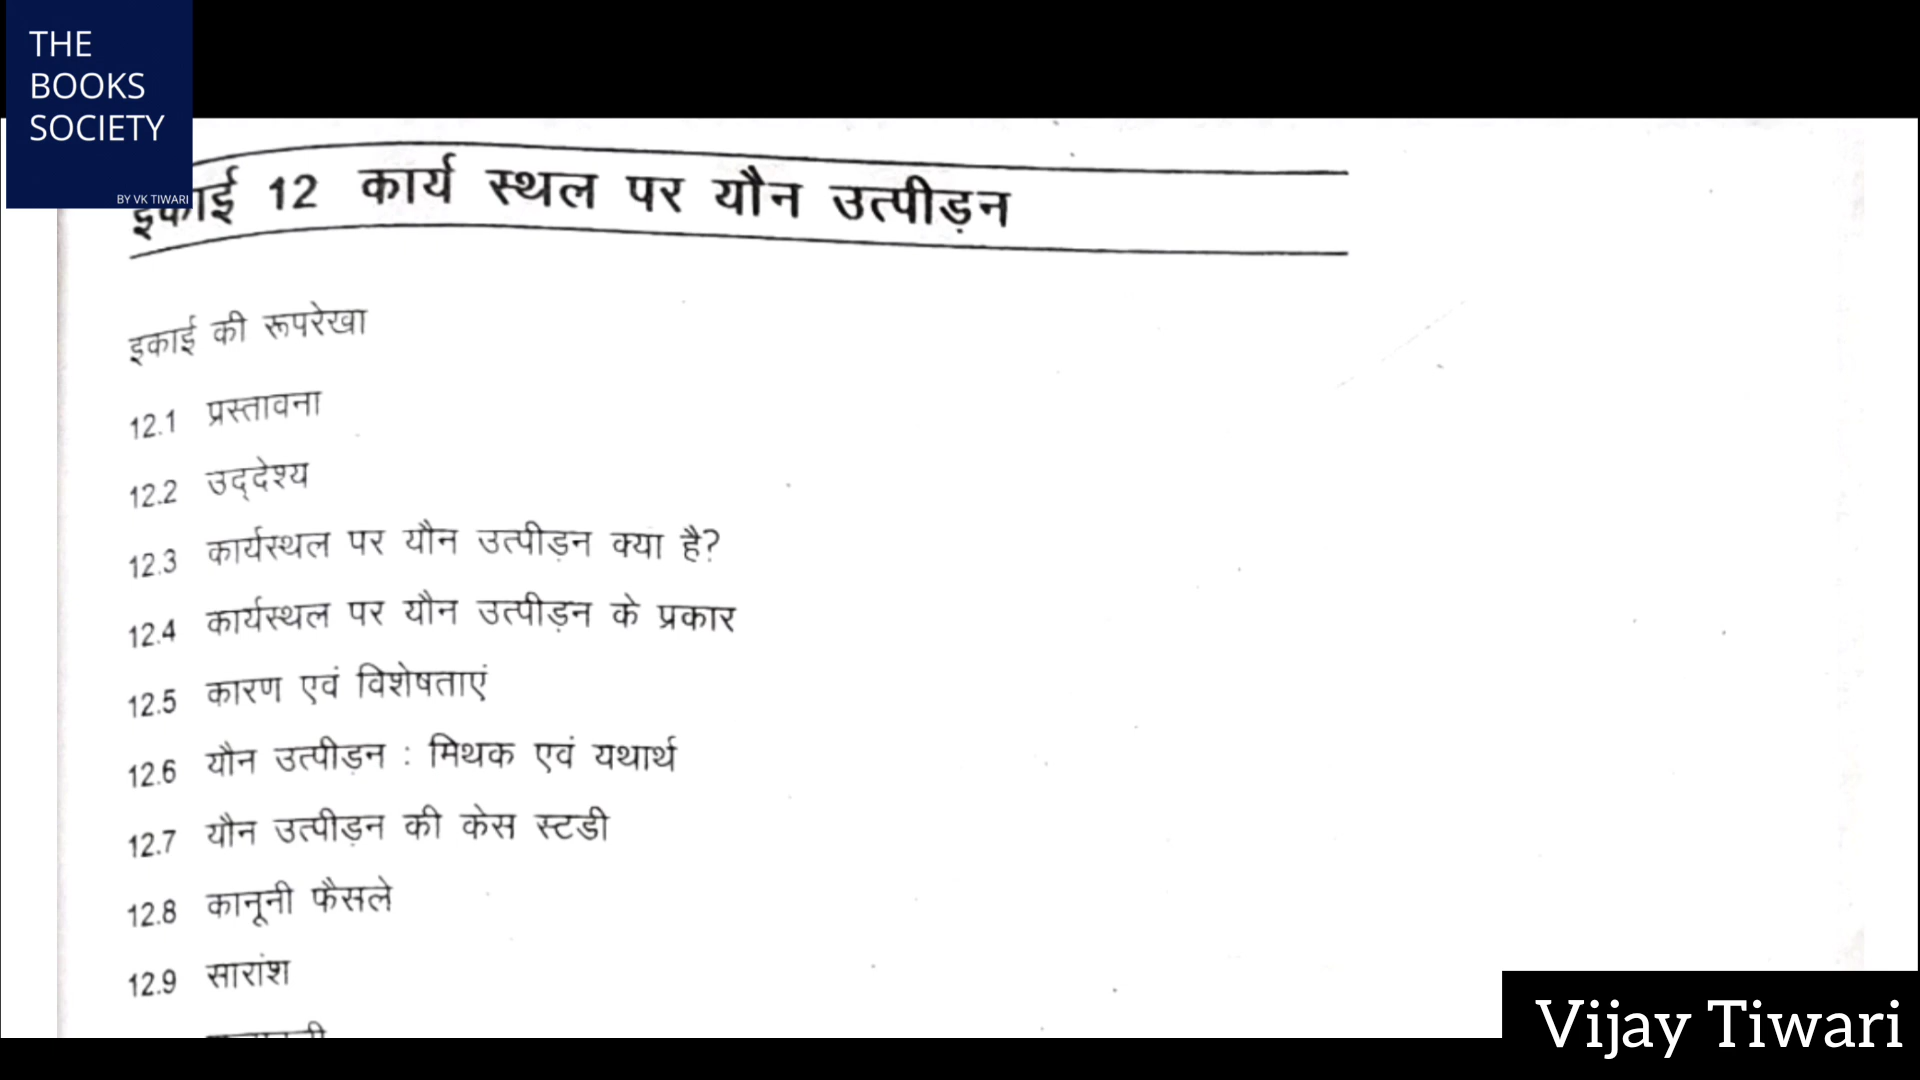 THE
BOOKS
SOCIETY
BY VK TIWARI
इकाई 12 कार्य स्थल पर यौन उत्पीड़न
इकाई की रूपरेखा
12.1 प्रस्तावना
12.2 उद्देश्य
12.3 कार्यस्थल पर यौन उत्पीड़न क्या है?
12.4 कार्यस्थल पर यौन उत्पीड़न के प्रकार
12.5 कारण एवं विशेषताएं
12.6 यौन उत्पीड़न : मिथक एवं यथार्थ
12.7 यौन उत्पीड़न की केस स्टडी
12.8 कानूनी फैसले
12.9 सारांश
Vijay Tiwari